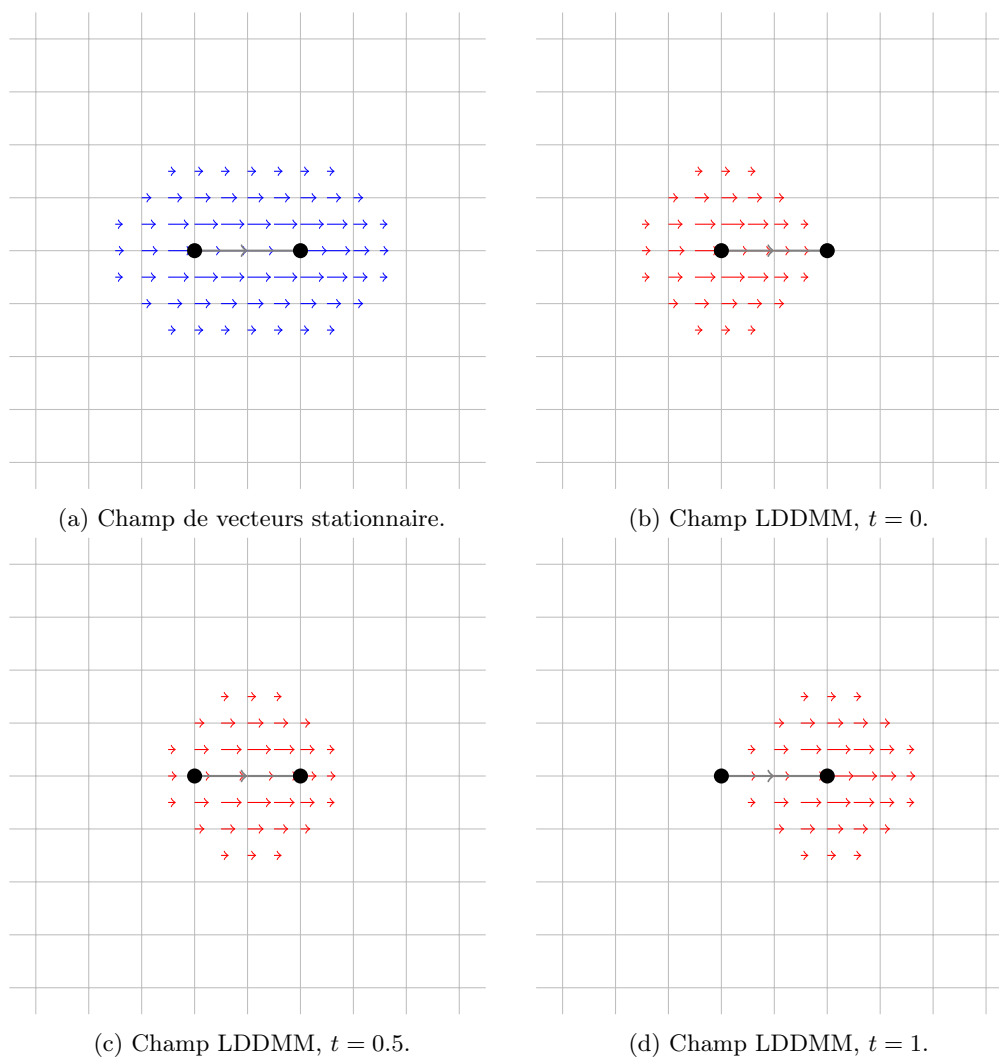 (a) Champ de vecteurs stationnaire.
(b) Champ LDDMM, t = 0.
(c) Champ LDDMM, t = 0.5.
(d) Champ LDDMM, t = 1.